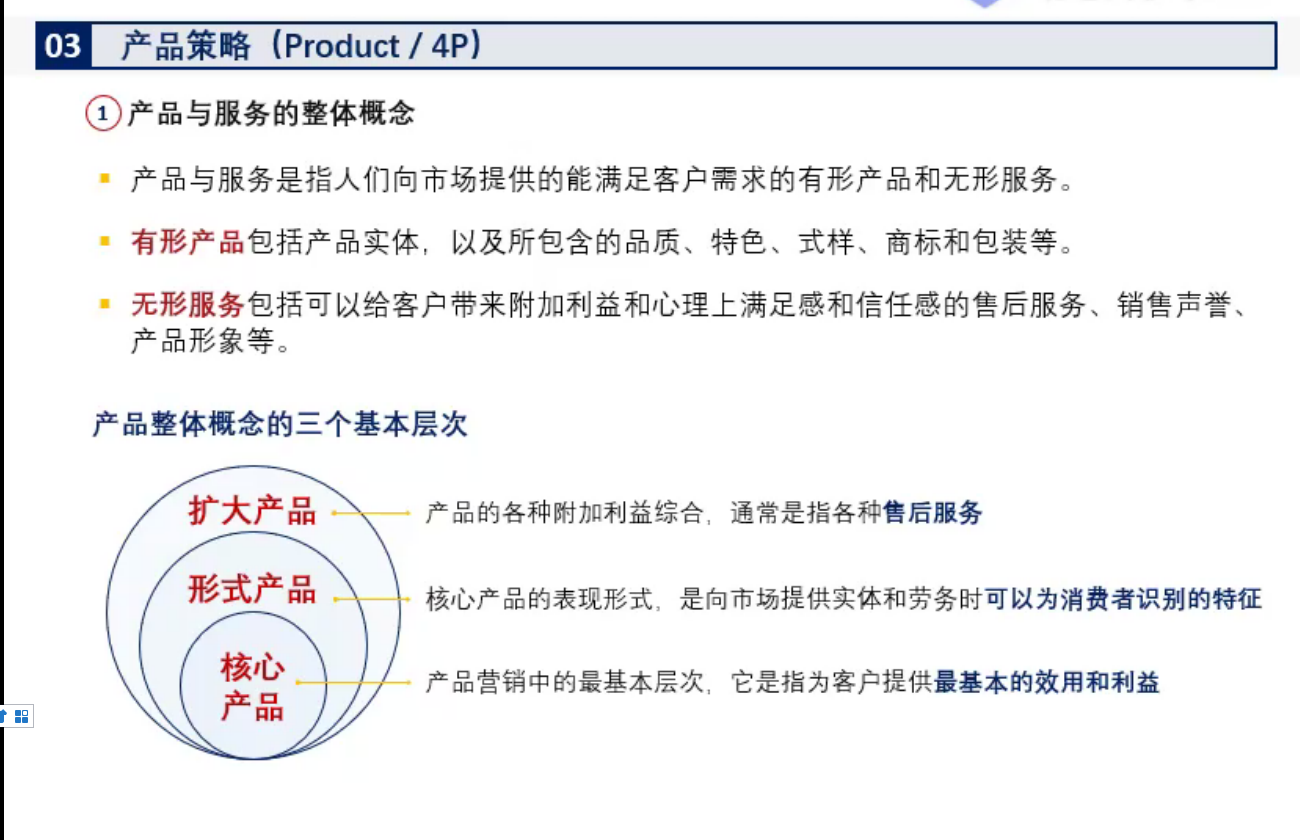 03 产品策略（Product / 4P）
1 产品与服务的整体概念
产品与服务是指人们向市场提供的能满足客户需求的有形产品和无形服务。
有形产品包括产品实体，以及所包含的品质、特色、式样、商标和包装等。
无形服务包括可以给客户带来附加利益和心理上满足感和信任感的售后服务、销售声誉、
产品形象等。
产品整体概念的三个基本层次
扩大产品 产品的各种附加利益综合，通常是指各种售后服务
形式产品 核心产品的表现形式，是向市场提供实体和劳务时可以为消费者识别的特征
核心
产品 产品营销中的最基本层次，它是指为客户提供最基本的效用和利益